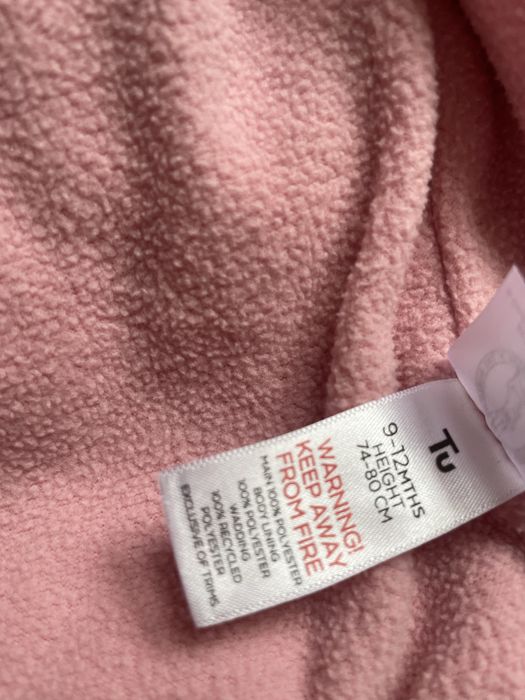 Tu
9-12MTHS
HEIGHT
74-80 CM
WARNING!
KEEP AWAY
FROM FIRE
MAIN 100% POLYESTER
BODY LINING
100% POLYESTER
WADDING
100% RECYCLED
POLYESTER
EXCLUSIVE OF TRIMS